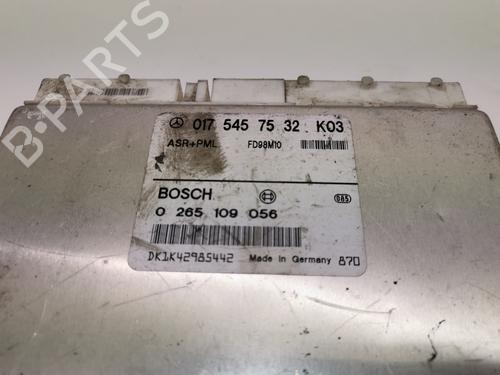 B-PARTS
017 545 75 32 K03
ASR+PML FD98M10
BOSCH
085
0 265 109 056
DK1K42985442 Made in Germany 870